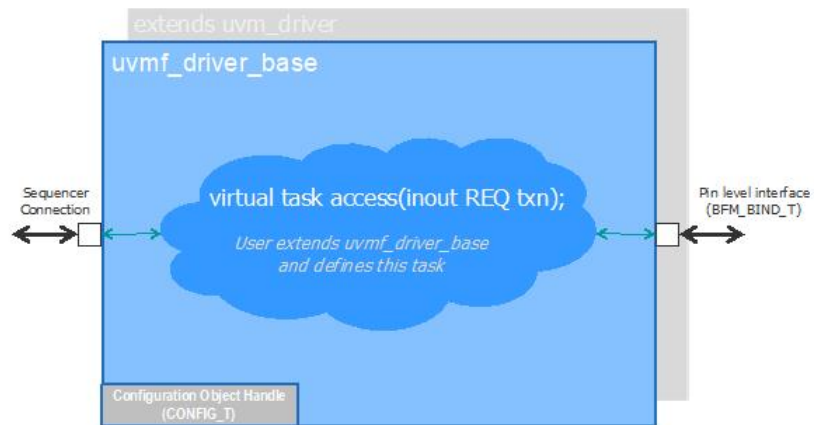 extends uvm_driver
uvmf_driver_base
virtual task access(inout REQ txn);
User extends uvmf_driver_base
and defines this task
Sequencer
Connection
Pin level interface
(BFM_BIND_T)
Configuration Object Handle
(CONFIG_T)